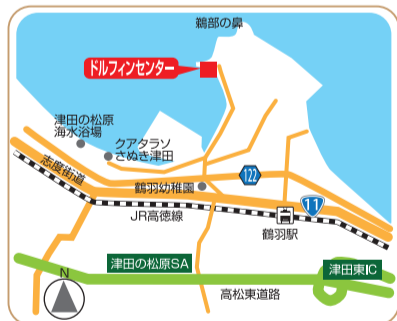 鵜部の鼻
ドルフィンセンター
津田の松原
海水浴場
クアタラソ
さぬき津田
志度街道
122
鶴羽幼稚園
11
JR高徳線
鶴羽駅
津田の松原SA
津田東IC
N
高松東道路